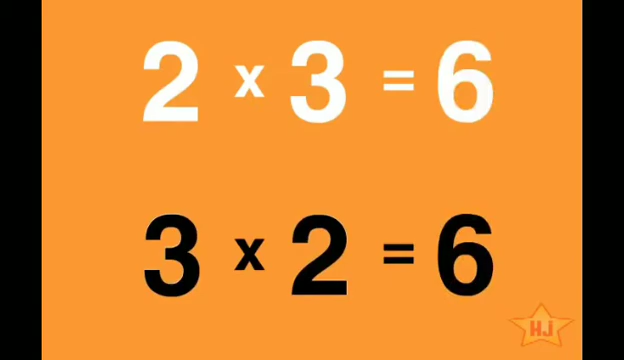 2 x 3 = 6
3 x 2 = 6
HJ